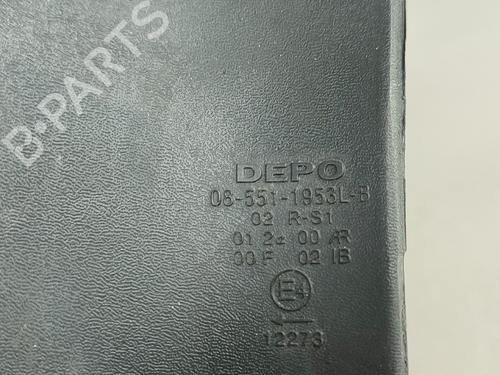 B-PARTS
DEPO
08-551-1953L-B
02 R-S1
01 2a 00 AR
00 F 02 IB
E4
12273